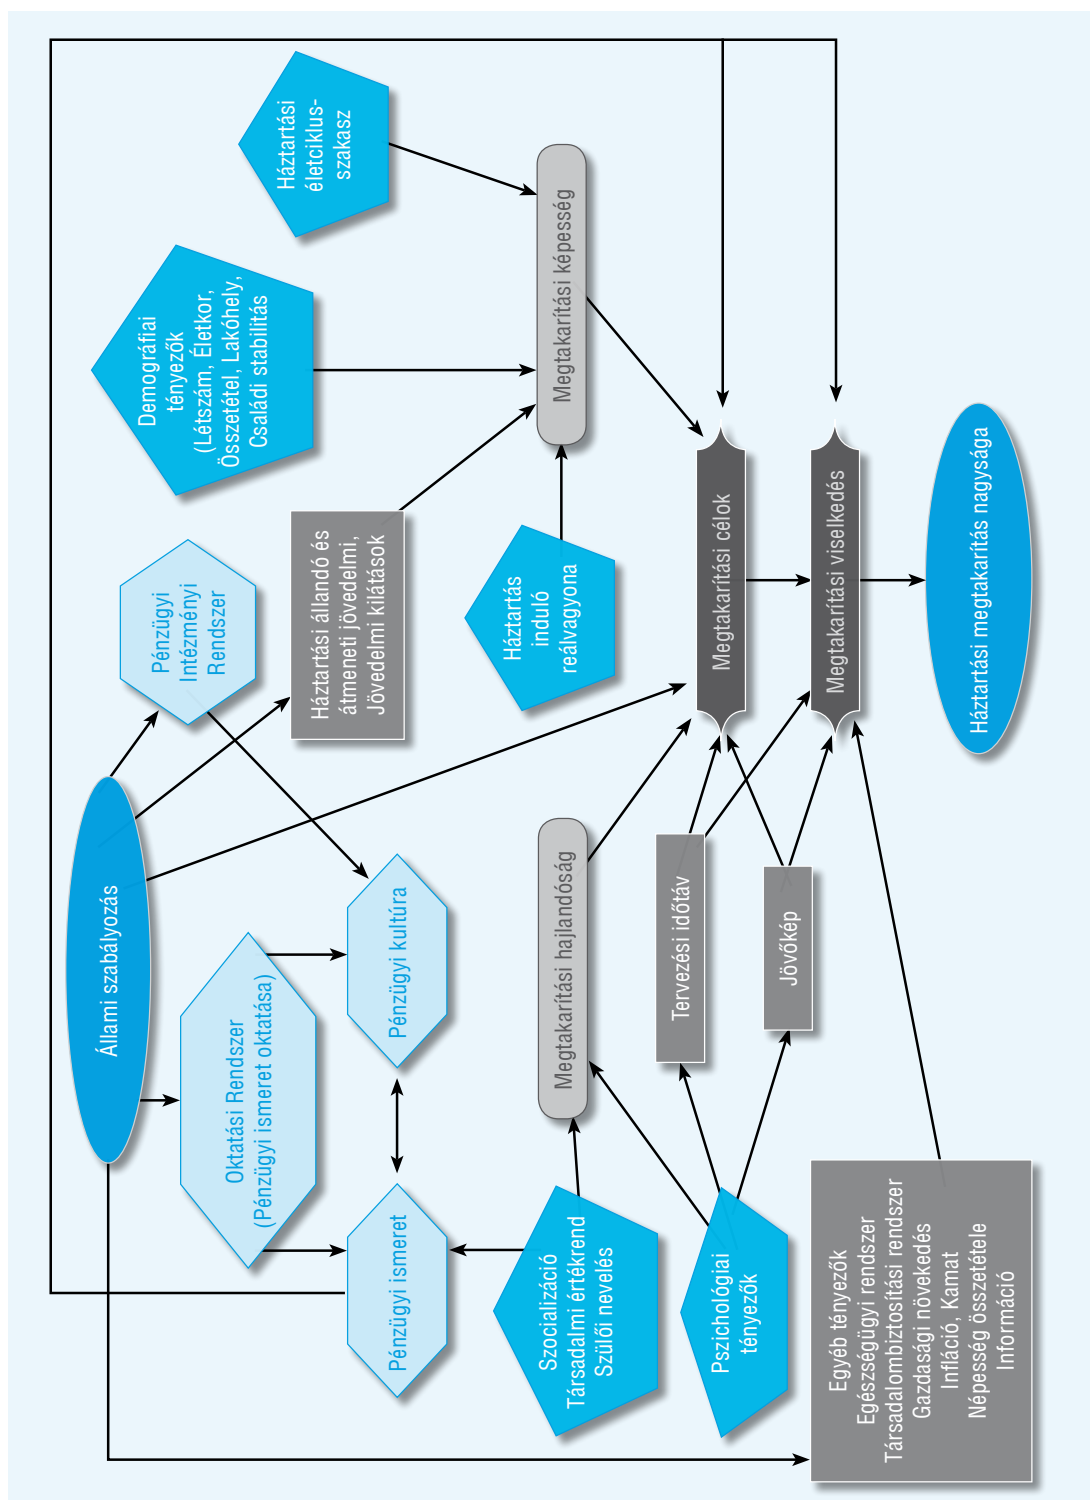 Állami szabályozás
Oktatási Rendszer
(Pénzügyi ismeret oktatása)
Pénzügyi
Intézményi
Rendszer
Demográfiai
tényezők
(Létszám, Életkor,
Összetétel, Lakóhely,
Családi stabilitás
Háztartási
életciklus-
szakasz
Pénzügyi ismeret
Pénzügyi kultúra
Háztartási állandó és
átmeneti jövedelmi,
Jövedelmi kilátások
Szocializáció
Társadalmi értékrend
Szülői nevelés
Megtakarítási hajlandóság
Háztartás
induló
reálvagyona
Megtakarítási képesség
Pszichológiai
tényezők
Tervezési időtáv
Jövőkép
Megtakarítási célok
Egyéb tényezők
Egészségügyi rendszer
Társadalombiztosítási rendszer
Gazdasági növekedés
Infláció, Kamat
Népesség összetétele
Információ
Megtakarítási viselkedés
Háztartási megtakarítás nagysága